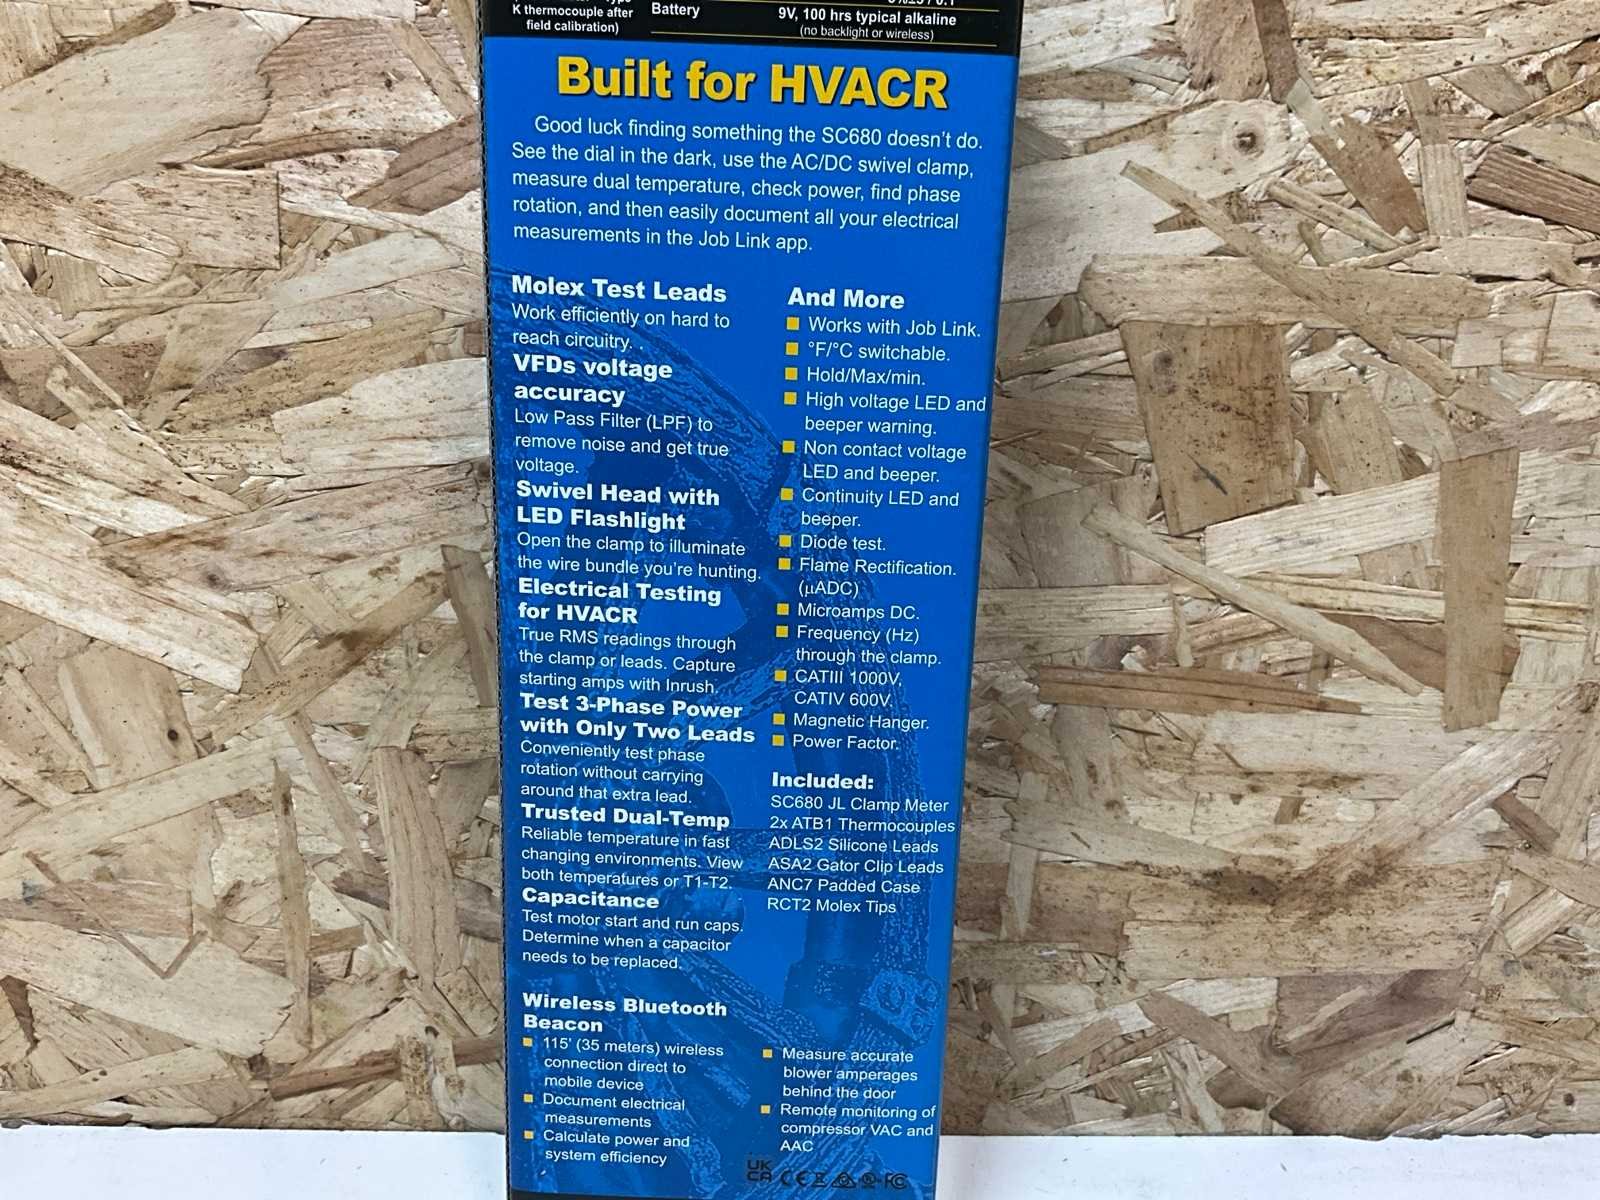 K thermocouple after
field calibration)
Battery
9V, 100 hrs typical alkaline
(no backlight or wireless)
Built for HVACR
Good luck finding something the SC680 doesn't do.
See the dial in the dark, use the AC/DC swivel clamp,
measure dual temperature, check power, find phase
rotation, and then easily document all your electrical
measurements in the Job Link app.
Molex Test Leads
Work efficiently on hard to
reach circuitry. .
VFDs voltage
accuracy
Low Pass Filter (LPF) to
remove noise and get true
voltage.
Swivel Head with
LED Flashlight
Open the clamp to illuminate
the wire bundle you're hunting.
Electrical Testing
for HVACR
True RMS readings through
the clamp or leads. Capture
starting amps with Inrush.
Test 3-Phase Power
with Only Two Leads
Conveniently test phase
rotation without carrying
around that extra lead.
Trusted Dual-Temp
Reliable temperature in fast
changing environments. View
both temperatures or T1-T2.
Capacitance
Test motor start and run caps.
Determine when a capacitor
needs to be replaced.
And More
Works with Job Link.
°F/°C switchable.
Hold/Max/min.
High voltage LED and
beeper warning.
Non contact voltage
LED and beeper.
Continuity LED and
beeper.
Diode test.
Flame Rectification.
(µADC)
Microamps DC.
Frequency (Hz)
through the clamp.
CATIII 1000V,
CATIV 600V.
Magnetic Hanger.
Power Factor.
Included:
SC680 JL Clamp Meter
2x ATB1 Thermocouples
ADLS2 Silicone Leads
ASA2 Gator Clip Leads
ANC7 Padded Case
RCT2 Molex Tips
Wireless Bluetooth
Beacon
115' (35 meters) wireless
connection direct to
mobile device
Document electrical
measurements
Calculate power and
system efficiency
Measure accurate
blower amperages
behind the door
Remote monitoring of
compressor VAC and
AAC
UK
CA CE FC